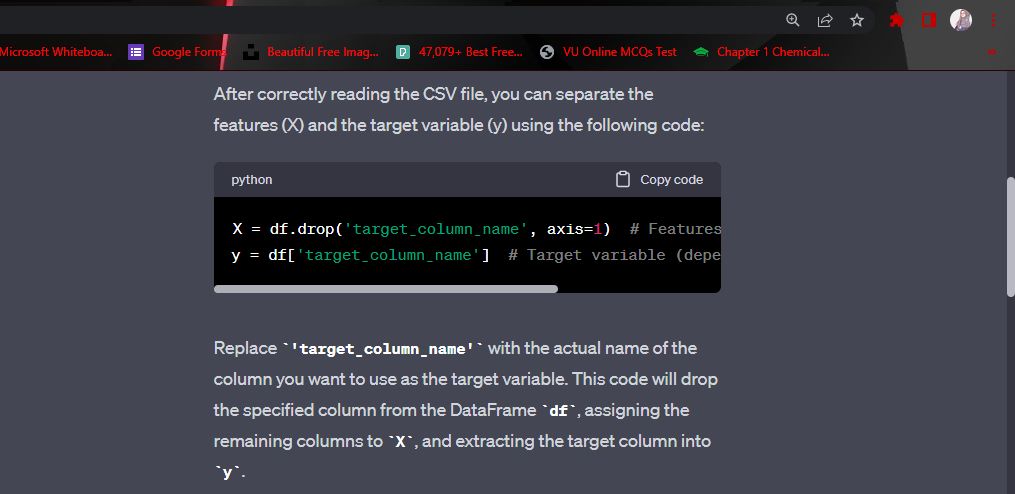 Microsoft Whiteboa... Google Forms Beautiful Free Imag... 47,079+ Best Free... VU Online MCQs Test Chapter 1 Chemical...
After correctly reading the CSV file, you can separate the
features (X) and the target variable (y) using the following code:
python Copy code
X = df.drop('target_column_name', axis=1) # Features
y = df['target_column_name'] # Target variable (depe
Replace `'target_column_name'` with the actual name of the
column you want to use as the target variable. This code will drop
the specified column from the DataFrame `df`, assigning the
remaining columns to `X`, and extracting the target column into
`y`.